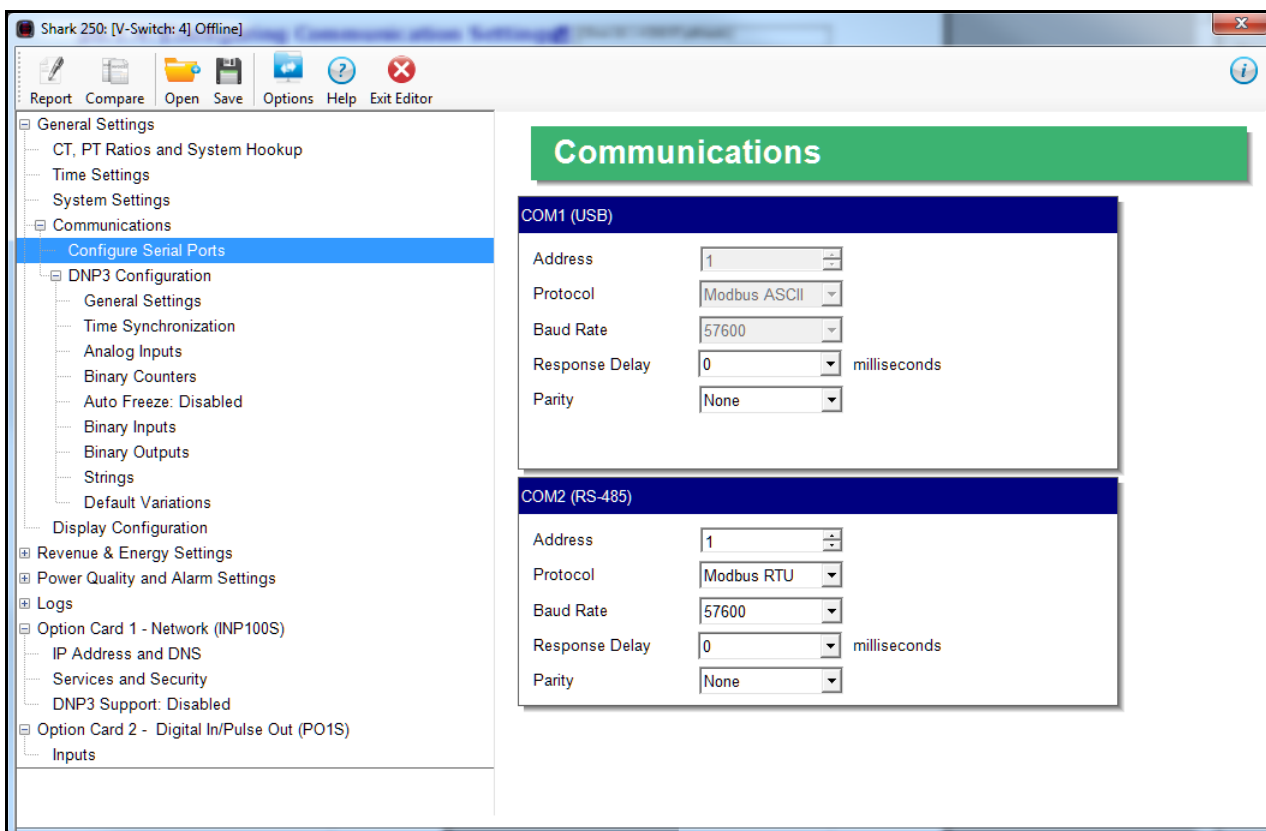 Shark 250: [V-Switch: 4] Offline]
Report Compare Open Save Options Help Exit Editor
General Settings
CT, PT Ratios and System Hookup
Time Settings
System Settings
Communications
Configure Serial Ports
DNP3 Configuration
General Settings
Time Synchronization
Analog Inputs
Binary Counters
Auto Freeze: Disabled
Binary Inputs
Binary Outputs
Strings
Default Variations
Display Configuration
Revenue & Energy Settings
Power Quality and Alarm Settings
Logs
Option Card 1 - Network (INP100S)
IP Address and DNS
Services and Security
DNP3 Support: Disabled
Option Card 2 - Digital In/Pulse Out (PO1S)
Inputs
Communications
COM1 (USB)
Address 1
Protocol Modbus ASCII
Baud Rate 57600
Response Delay 0 milliseconds
Parity None
COM2 (RS-485)
Address 1
Protocol Modbus RTU
Baud Rate 57600
Response Delay 0 milliseconds
Parity None